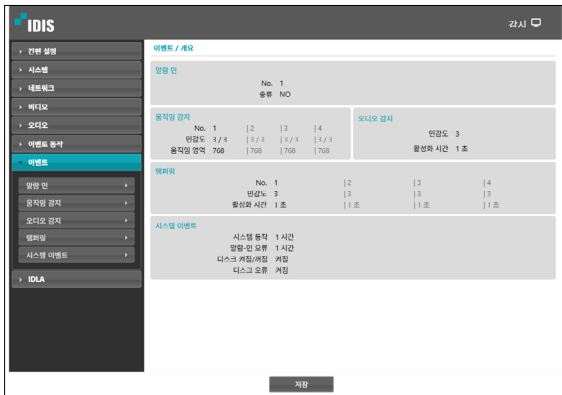 IDIS
감시
간편 설정
시스템
네트워크
비디오
오디오
이벤트 동작
이벤트
알람 인
움직임 감지
오디오 감지
탬퍼링
시스템 이벤트
IDLA
이벤트 / 개요
알람 인
No. 1
종류 NO
움직임 감지
No. 1 | 2 | 3 | 4
민감도 3 / 3 | 3 / 3 | 3 / 3 | 3 / 3
움직임 영역 768 | 768 | 768 | 768
오디오 감지
민감도 3
활성화 시간 1 초
탬퍼링
No. 1 | 2 | 3 | 4
민감도 3 | 3 | 3 | 3
활성화 시간 1 초 | 1 초 | 1 초 | 1 초
시스템 이벤트
시스템 동작 1 시간
알람-인 오류 1 시간
디스크 켜짐/꺼짐 켜짐
디스크 오류 켜짐
저장